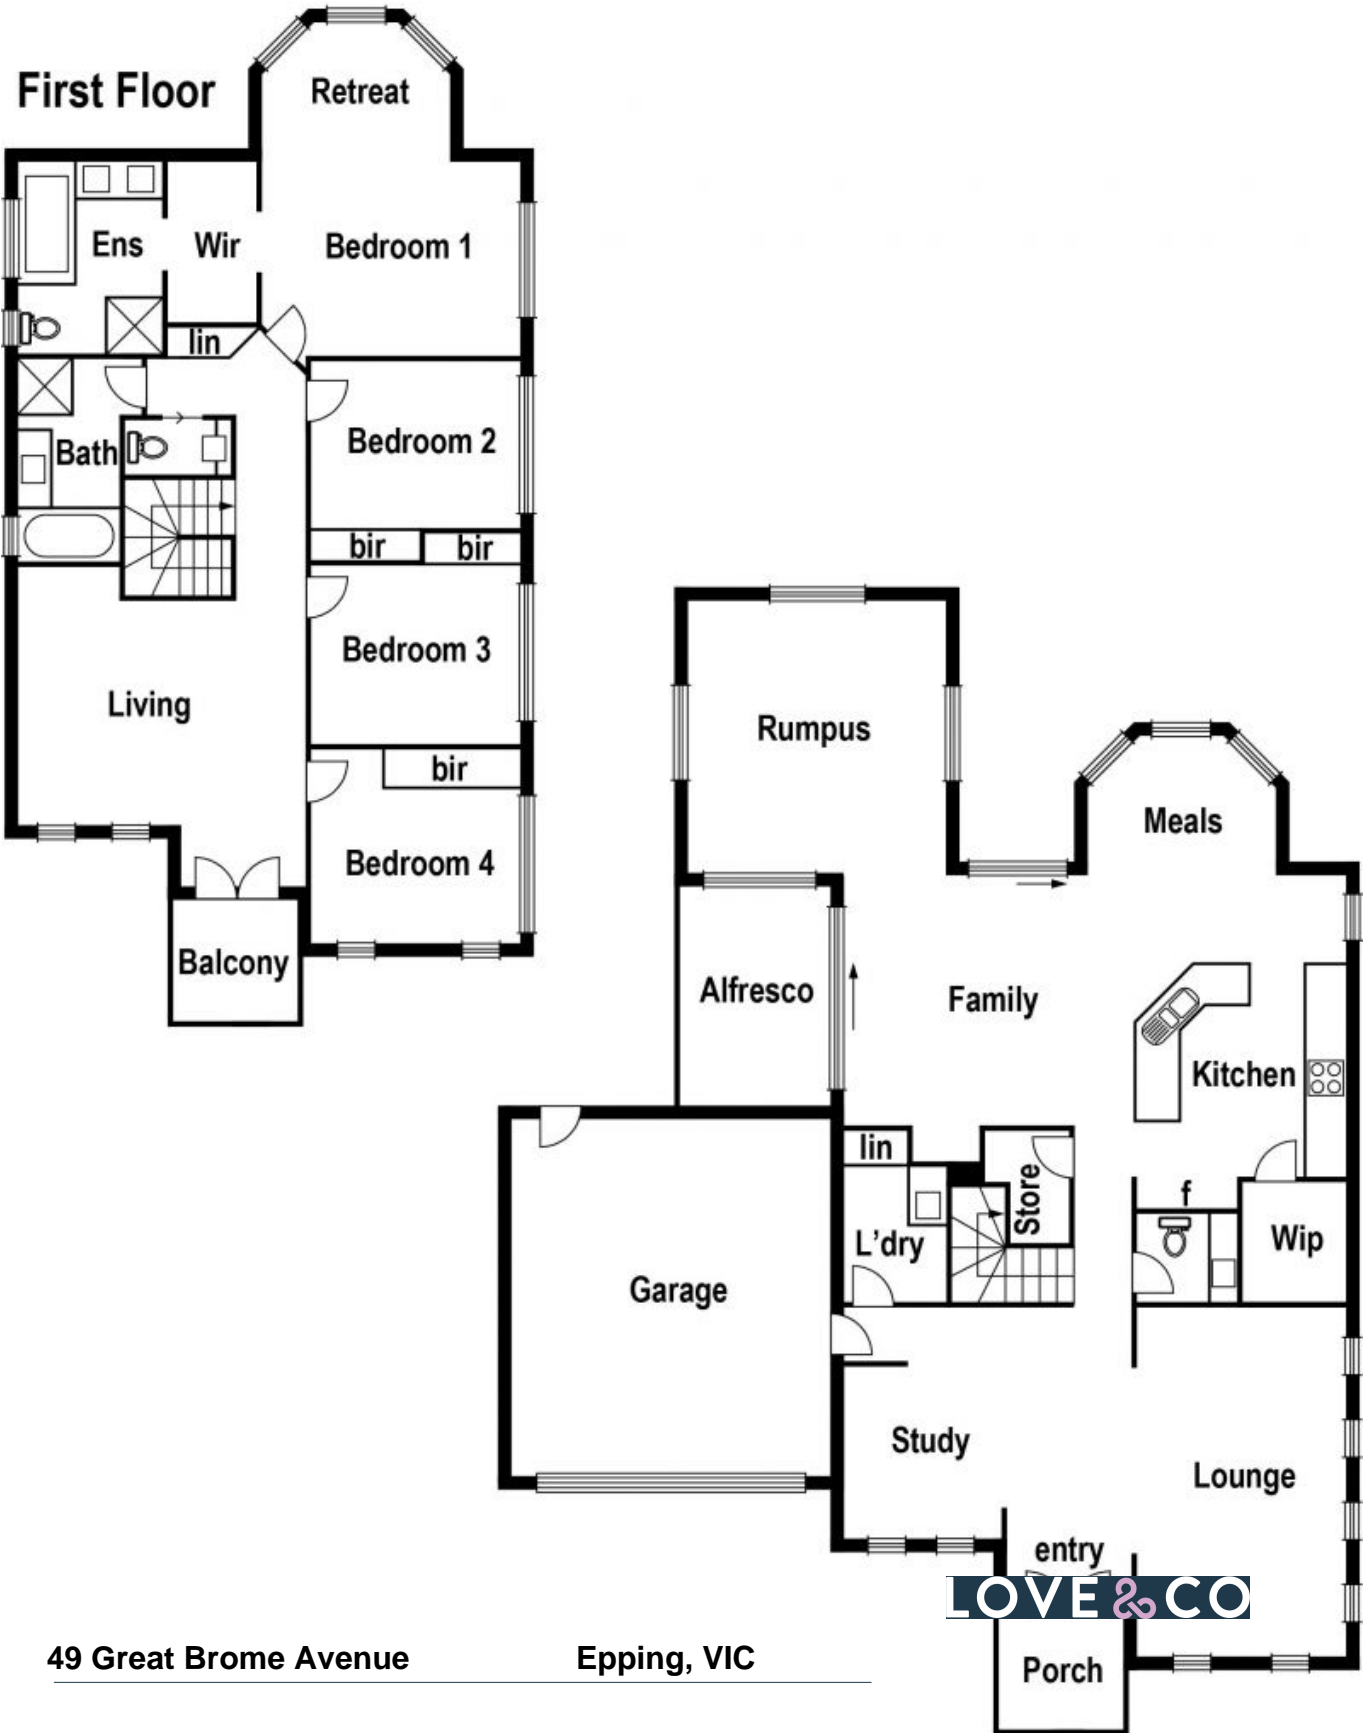 First Floor
Retreat
Ens
Wir
Bedroom 1
lin
Bath
Bedroom 2
bir
bir
Bedroom 3
Living
bir
Bedroom 4
Balcony
Rumpus
Meals
Alfresco
Family
Kitchen
lin
Store
f
L'dry
Wip
Garage
Study
Lounge
entry
LOVE & CO
Porch
49 Great Brome Avenue Epping, VIC